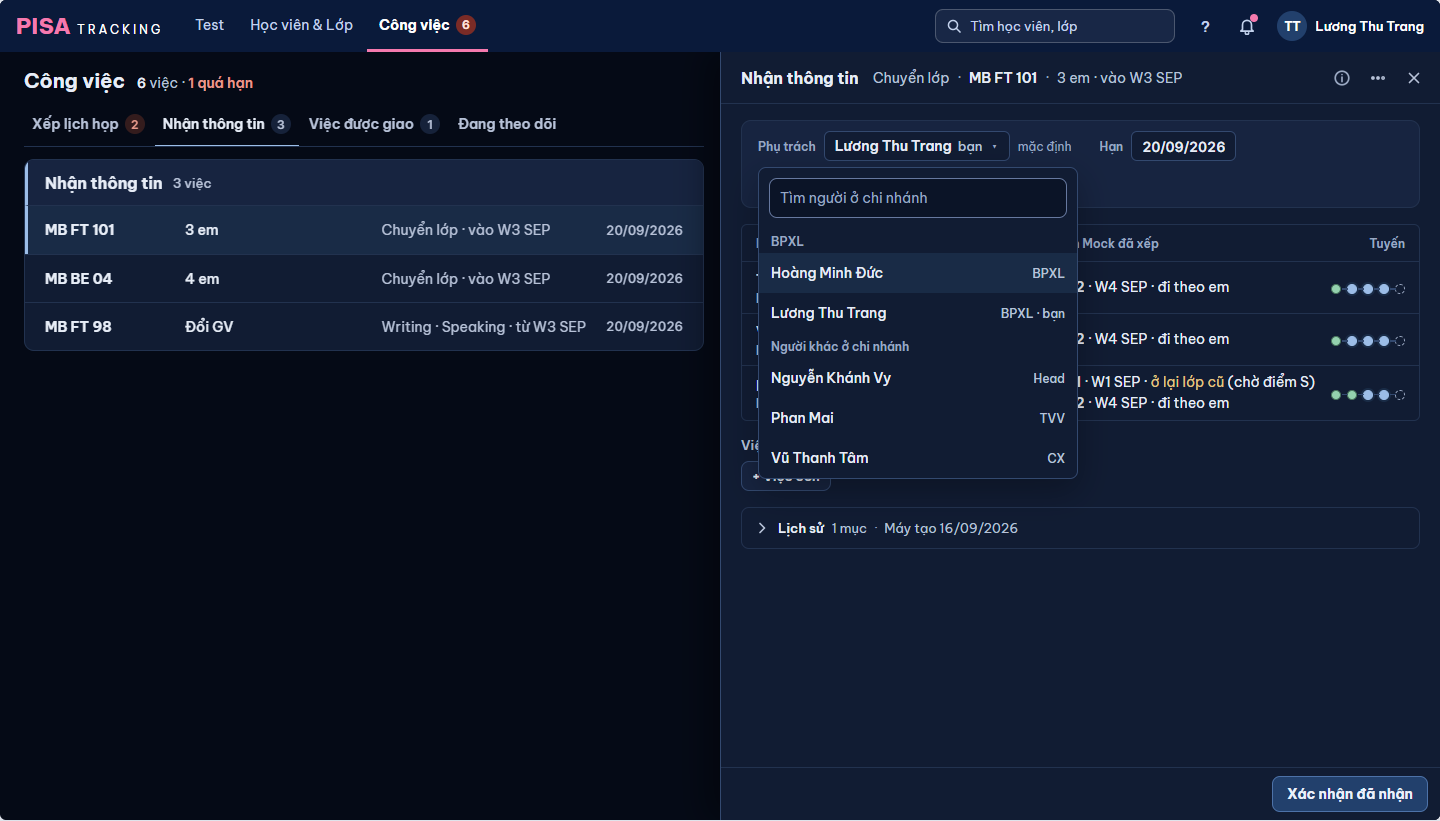 PISA TRACKING Test Học viên & Lớp Công việc 6 Tìm học viên, lớp ? TT Lương Thu Trang
Công việc 6 việc · 1 quá hạn
Xếp lịch họp 2 Nhận thông tin 3 Việc được giao 1 Đang theo dõi
Nhận thông tin 3 việc
MB FT 101 3 em Chuyển lớp · vào W3 SEP 20/09/2026
MB BE 04 4 em Chuyển lớp · vào W3 SEP 20/09/2026
MB FT 98 Đổi GV Writing · Speaking · từ W3 SEP 20/09/2026
Nhận thông tin Chuyển lớp · MB FT 101 · 3 em · vào W3 SEP
Phụ trách Lương Thu Trang bạn mặc định Hạn 20/09/2026
Tìm người ở chi nhánh
BPXL
Hoàng Minh Đức BPXL
Lương Thu Trang BPXL · bạn
Người khác ở chi nhánh
Nguyễn Khánh Vy Head
Phan Mai TVV
Vũ Thanh Tâm CX
Mock đã xếp Tuyến
2 · W4 SEP · đi theo em
2 · W4 SEP · đi theo em
· W1 SEP · ở lại lớp cũ (chờ điểm S)
2 · W4 SEP · đi theo em
Lịch sử 1 mục · Máy tạo 16/09/2026
Xác nhận đã nhận